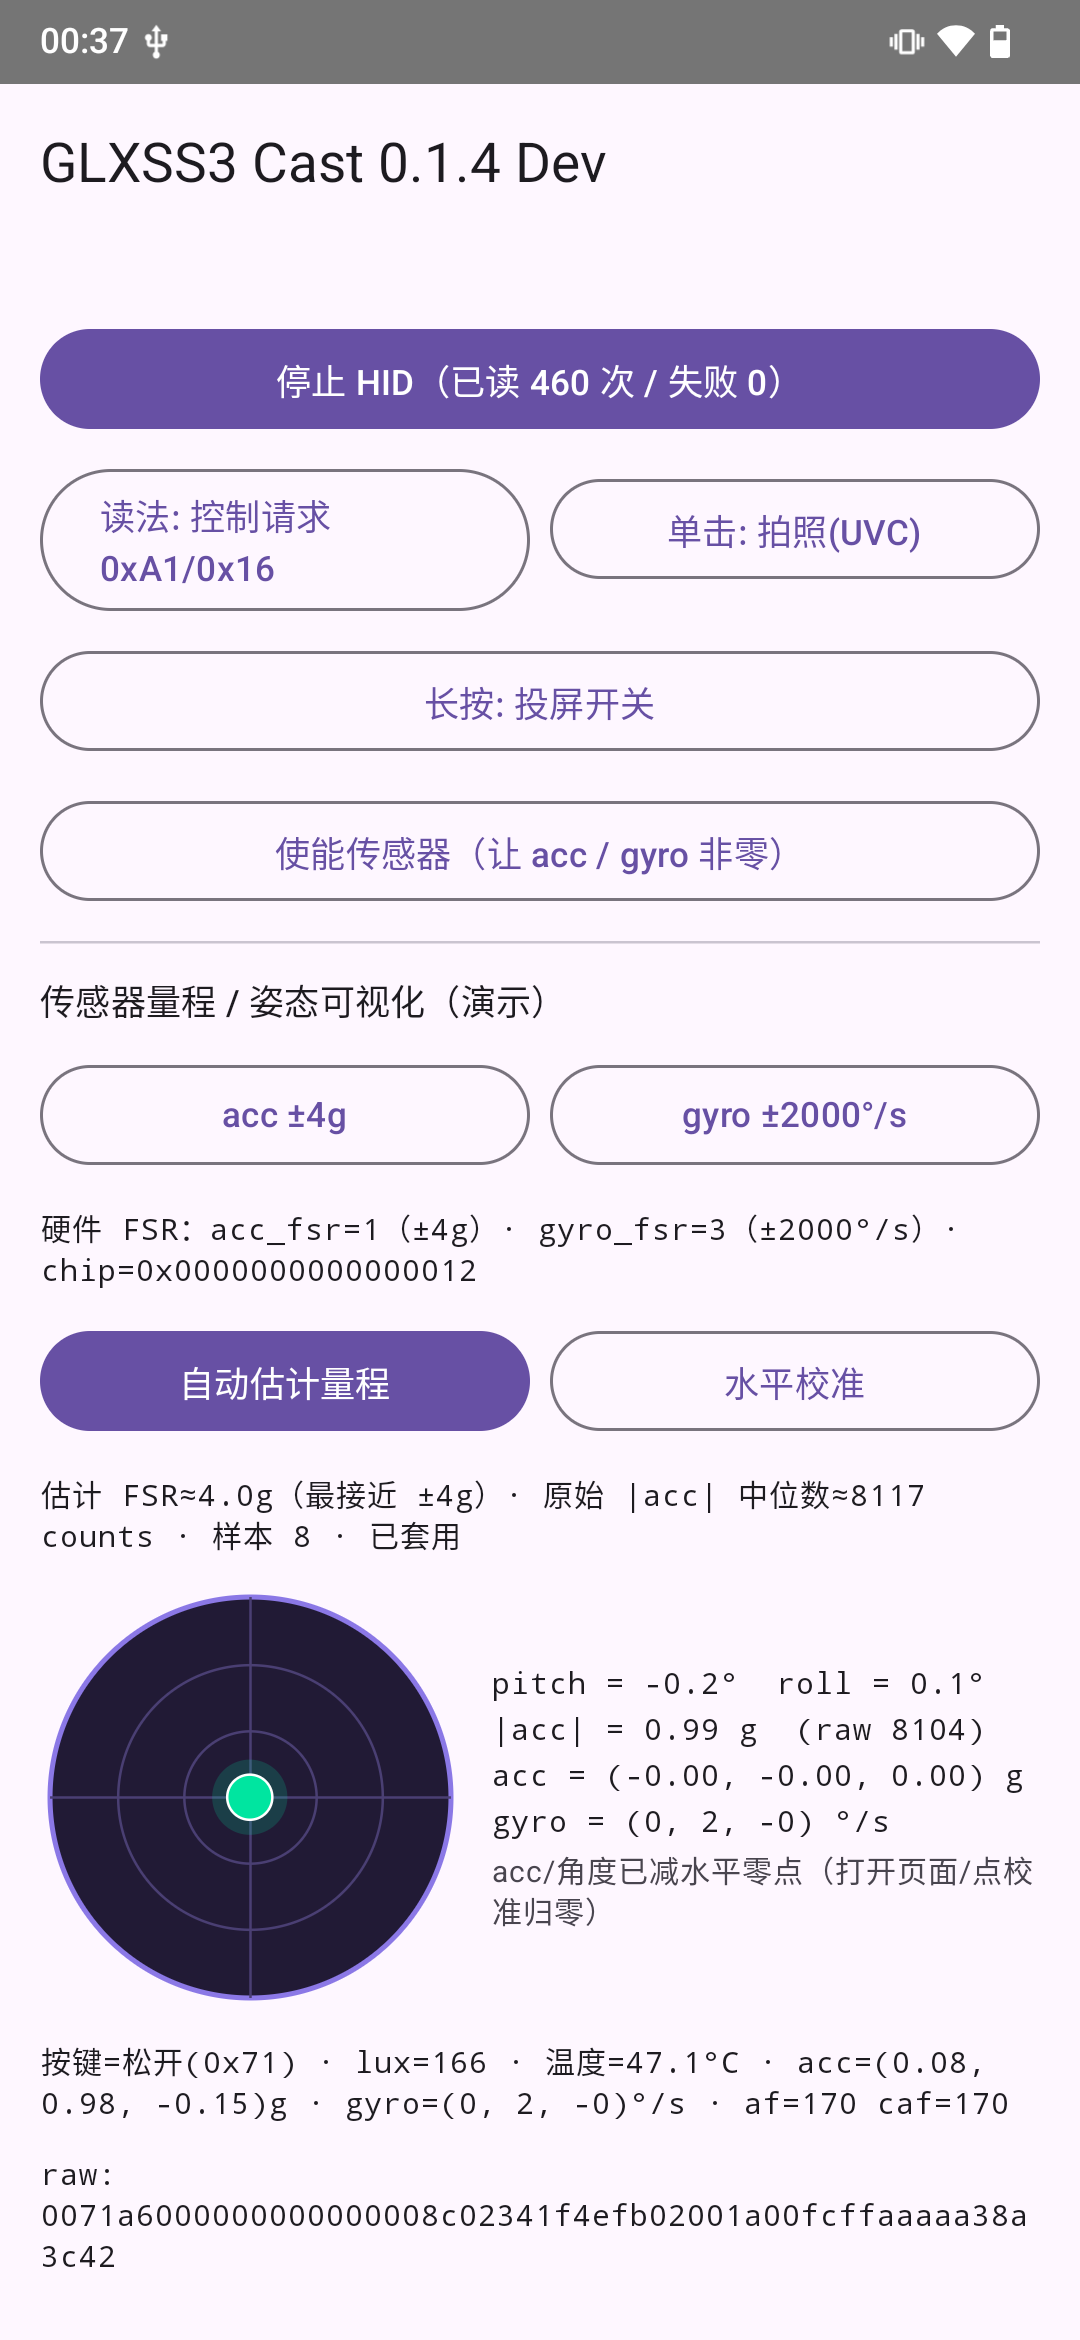 00:37
GLXSS3 Cast 0.1.4 Dev
停止 HID（已读 460 次 / 失败 0）
读法: 控制请求
0xA1/0x16
单击: 拍照(UVC)
长按: 投屏开关
使能传感器（让 acc / gyro 非零）
传感器量程 / 姿态可视化（演示）
acc ±4g
gyro ±2000°/s
硬件 FSR: acc_fsr=1（±4g）· gyro_fsr=3（±2000°/s）·
chip=0x0000000000000012
自动估计量程
水平校准
估计 FSR≈4.0g（最接近 ±4g）· 原始 |acc| 中位数≈8117
counts · 样本 8 · 已套用
pitch = -0.2° roll = 0.1°
|acc| = 0.99 g (raw 8104)
acc = (-0.00, -0.00, 0.00) g
gyro = (0, 2, -0) °/s
acc/角度已减水平零点（打开页面/点校
准归零）
按键=松开(0x71) · lux=166 · 温度=47.1°C · acc=(0.08,
0.98, -0.15)g · gyro=(0, 2, -0)°/s · af=170 caf=170
raw:
0071a6000000000000008c02341f4efb02001a00fcffaaaaa38a
3c42